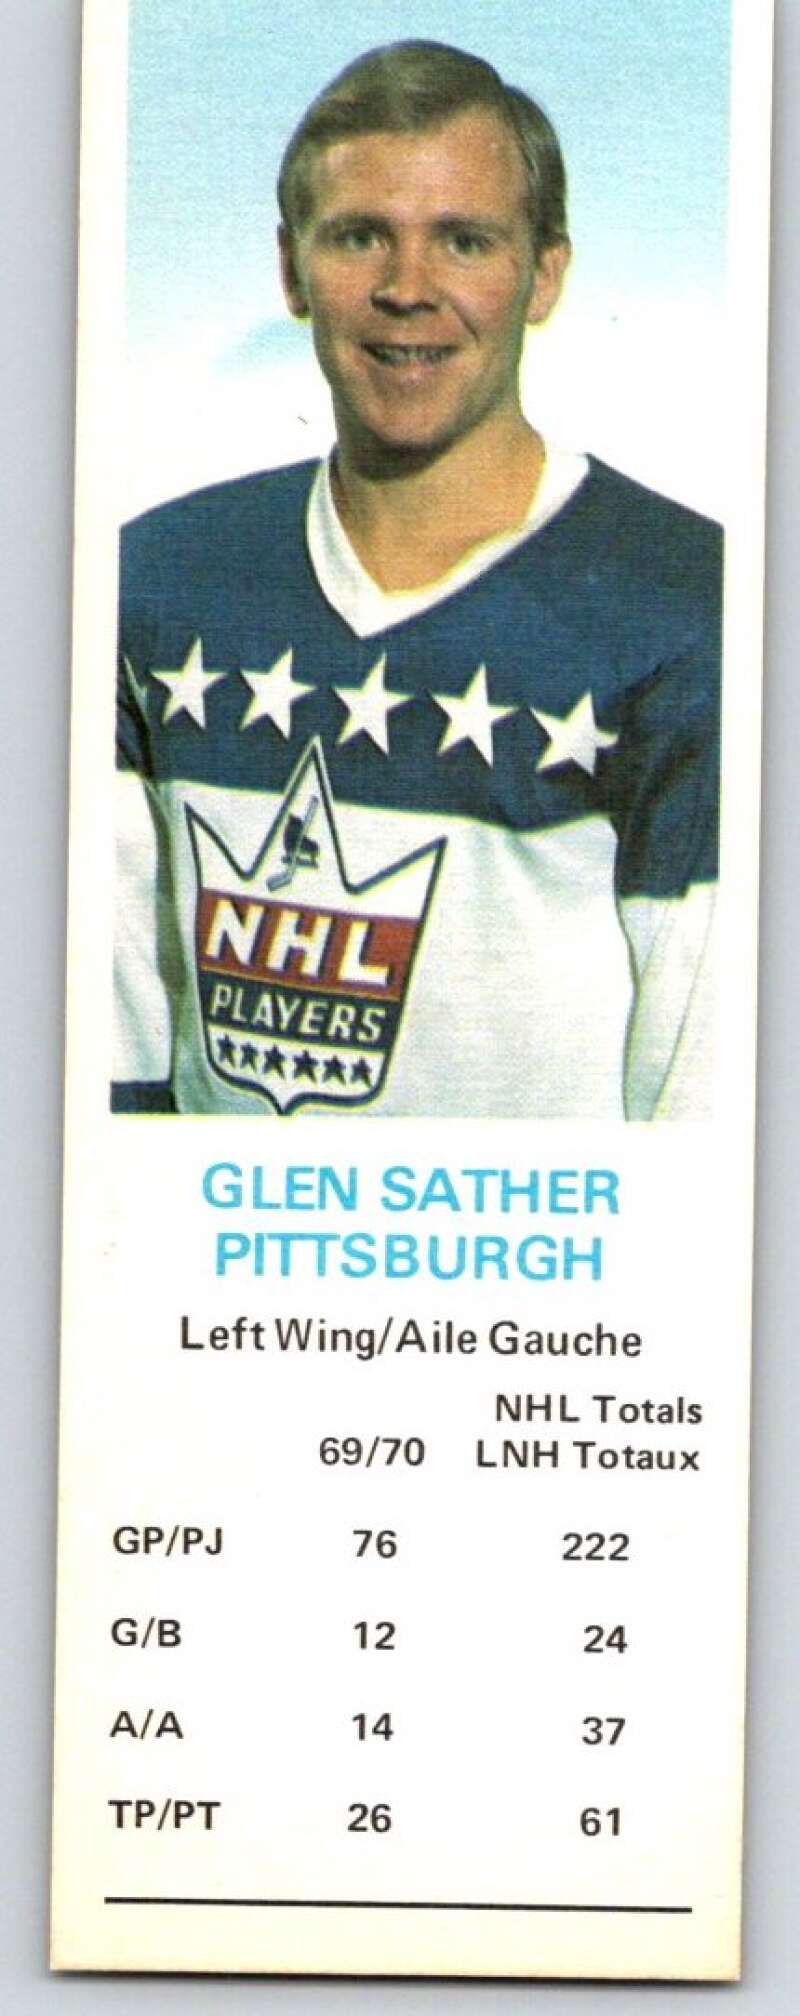 NHL
PLAYERS
GLEN SATHER
PITTSBURGH
Left Wing/Aile Gauche
NHL Totals
69/70 LNH Totaux
GP/PJ 76 222
G/B 12 24
A/A 14 37
TP/PT 26 61